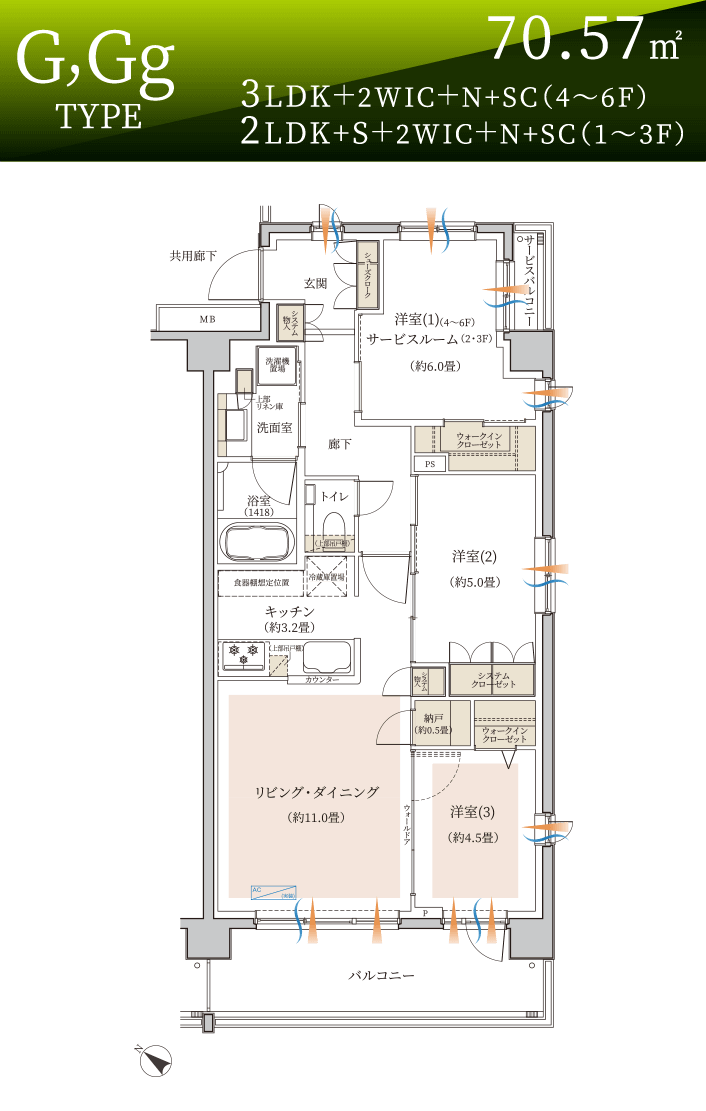 G,Gg
TYPE
70.57㎡
3LDK＋2WIC＋N+SC（4～6F）
2LDK+S＋2WIC＋N+SC（1～3F）
共用廊下
玄関
シューズクローク
サービスバルコニー
MB
システム
物入
洋室(1)(4～6F)
サービスルーム(2・3F)
（約6.0畳）
洗濯機
置場
上部
リネン庫
洗面室
廊下
ウォークイン
クローゼット
PS
浴室
（1418）
トイレ
（上部吊戸棚）
洋室(2)
（約5.0畳）
食器棚想定位置
冷蔵庫置場
キッチン
（約3.2畳）
（上部吊戸棚）
カウンター
システム
物入
システム
クローゼット
納戸
（約0.5畳）
ウォークイン
クローゼット
リビング・ダイニング
（約11.0畳）
ウォールドア
洋室(3)
（約4.5畳）
AC
P
バルコニー
N